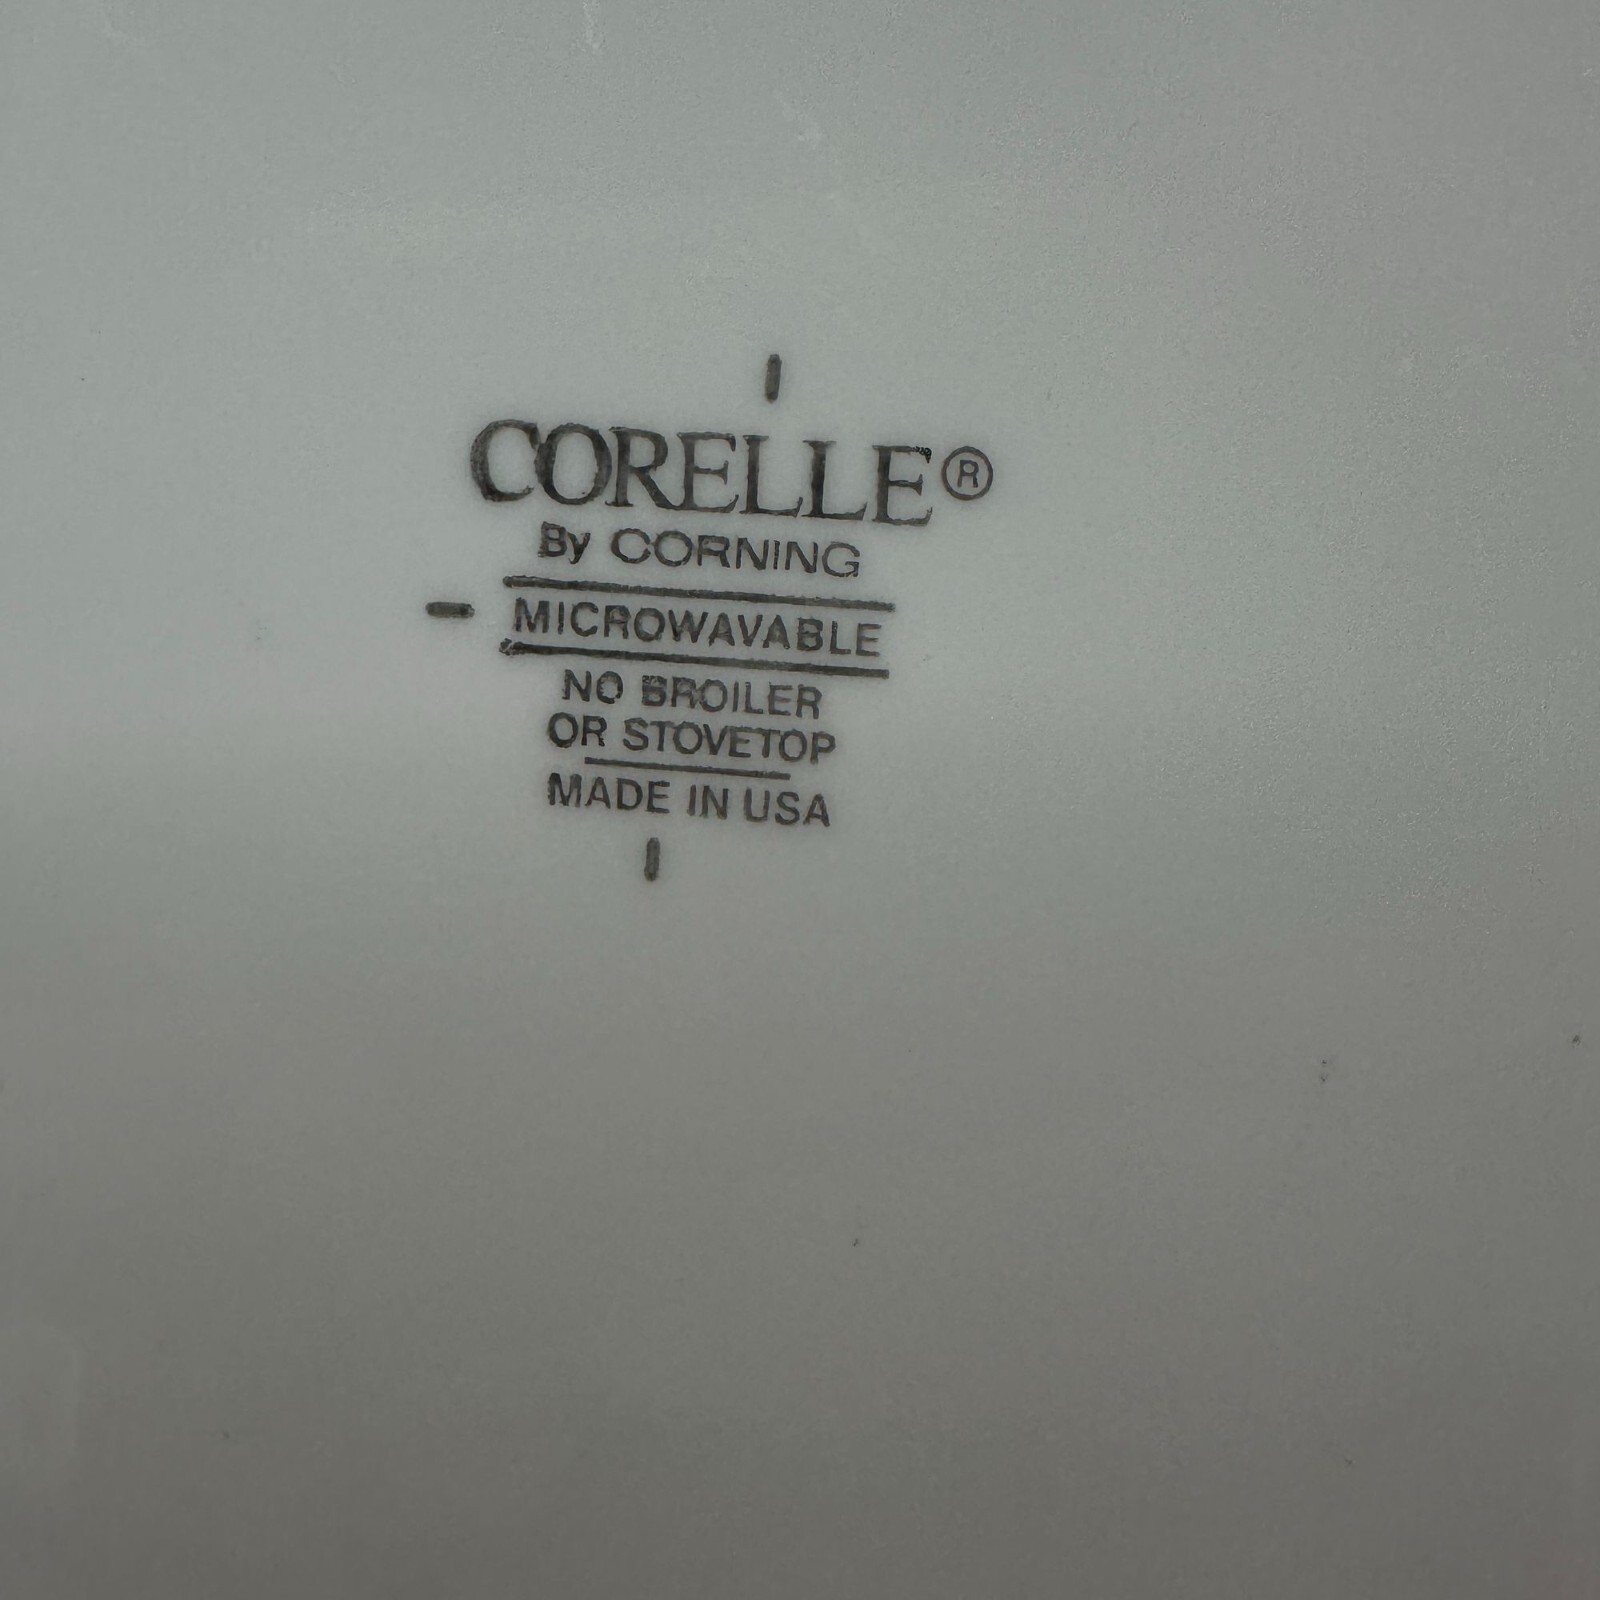 CORELLE®
By CORNING
MICROWAVABLE
NO BROILER
OR STOVETOP
MADE IN USA